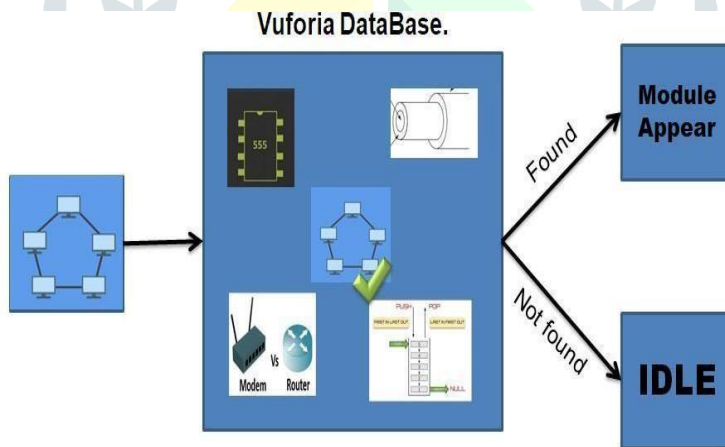 Vuforia DataBase.
555
Modem Vs Router
PUSH POP
FIRST IN LAST OUT LAST IN FIRST OUT
NULL
Found
Not found
Module
Appear
IDLE